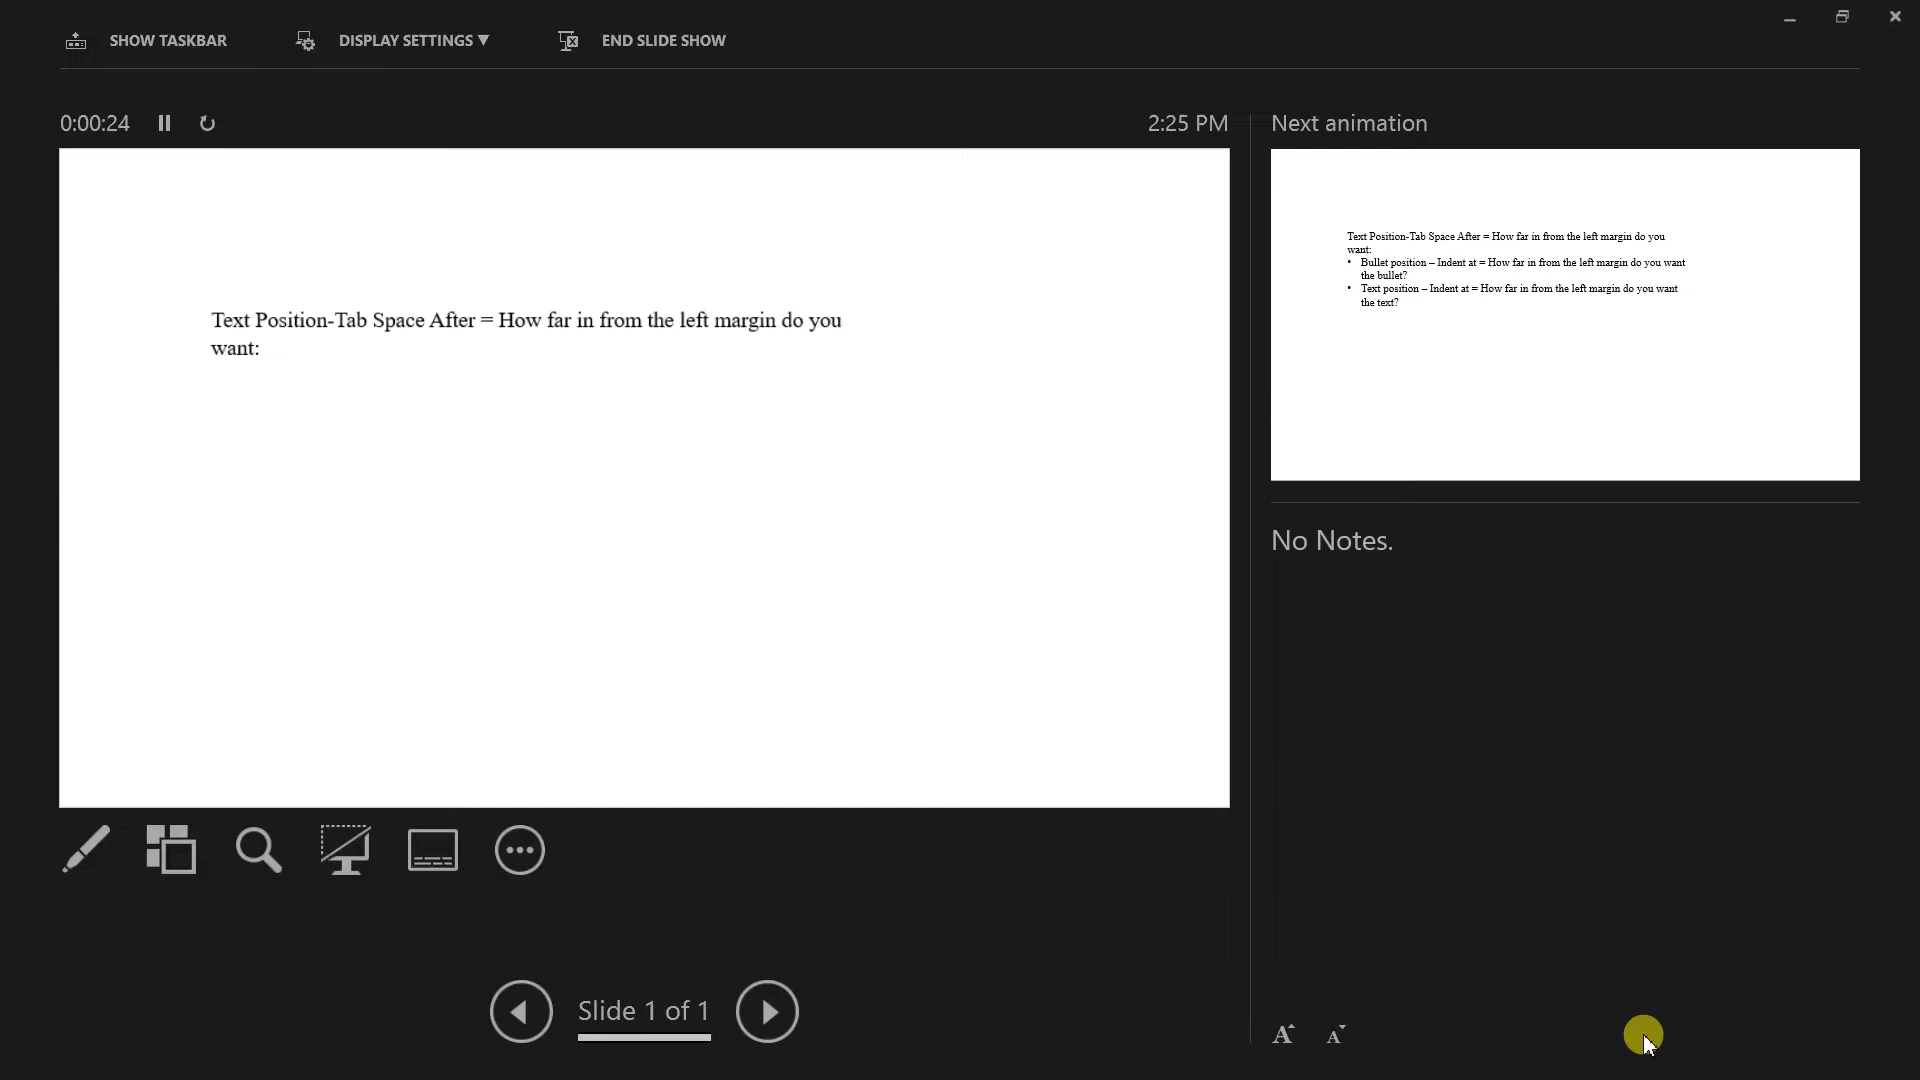 SHOW TASKBAR
DISPLAY SETTINGS ▼
END SLIDE SHOW
0:00:24
2:25 PM
Next animation
Text Position-Tab Space After = How far in from the left margin do you
want:
Text Position-Tab Space After = How far in from the left margin do you
want:
• Bullet position – Indent at = How far in from the left margin do you want
the bullet?
• Text position – Indent at = How far in from the left margin do you want
the text?
No Notes.
Slide 1 of 1
A A